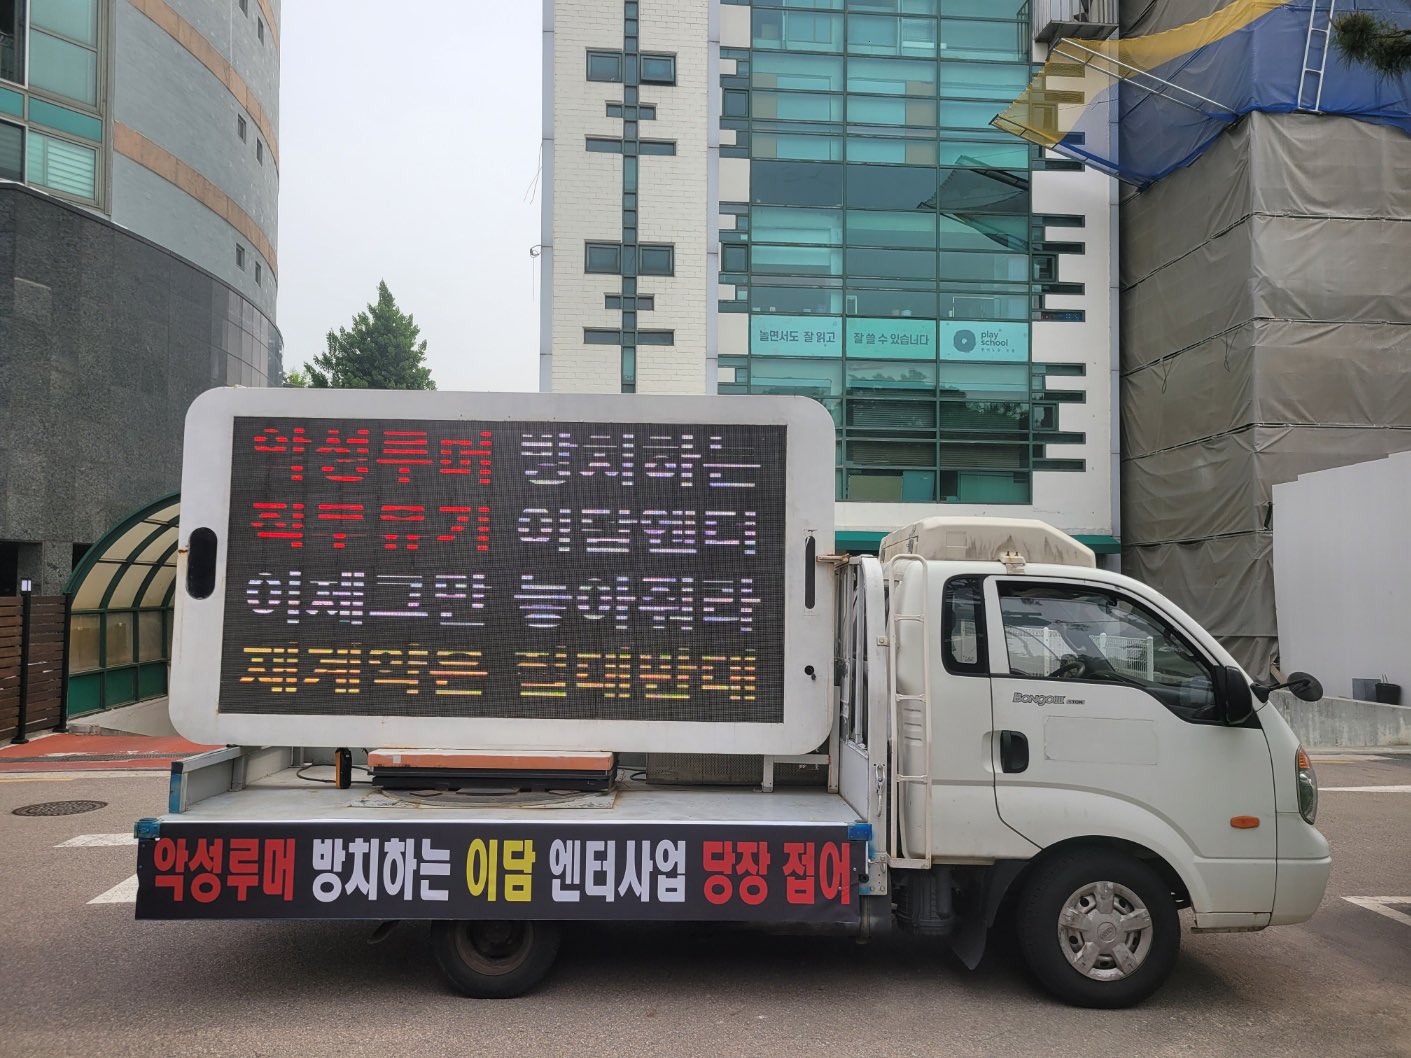 놀면서도 잘 읽고 잘 쓸 수 있습니다 play school
악성루머 방치하는
직무유기 이담엔터
이제그만 놓아줘라
재계약은 절대반대
BONGO III
악성루머 방치하는 이담 엔터사업 당장 접어